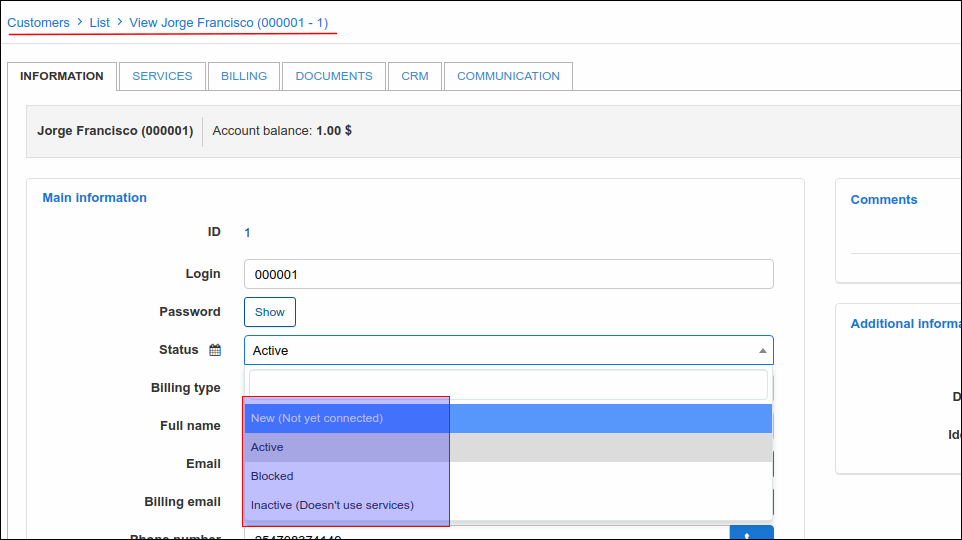 Customers > List > View Jorge Francisco (000001 - 1)
INFORMATION SERVICES BILLING DOCUMENTS CRM COMMUNICATION
Jorge Francisco (000001) Account balance: 1.00 $
Main information
ID 1
Login 000001
Password Show
Status Active
Billing type
Full name New (Not yet connected)
Active
Email
Blocked
Billing email Inactive (Doesn't use services)
Phone number
Comments
Additional informa
D
Ide